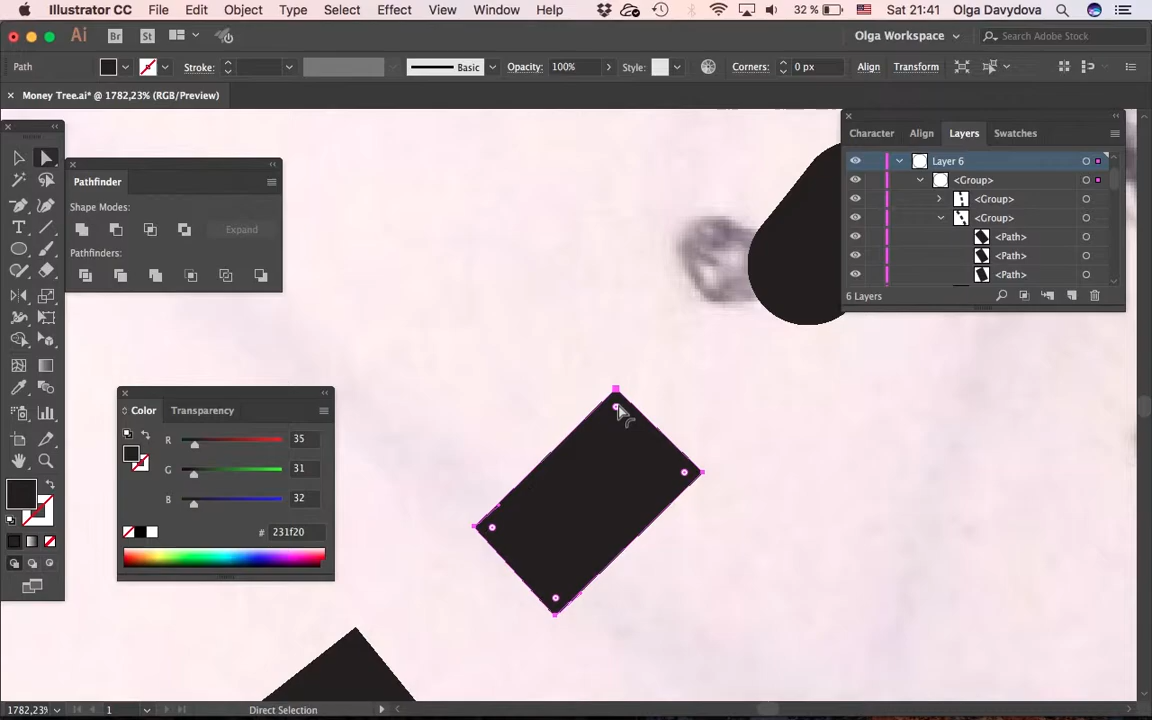 Illustrator CC File Edit Object Type Select Effect View Window Help 32 % Sat 21:41 Olga Davydova
Ai Br St Olga Workspace Search Adobe Stock
Path Stroke: Basic Opacity: 100% Style: Corners: 0 px Align Transform
Money Tree.ai* @ 1782,23% (RGB/Preview)
Character Align Layers Swatches
Layer 6
<Group>
<Group>
<Group>
<Path>
<Path>
<Path>
6 Layers
Pathfinder
Shape Modes:
Expand
Pathfinders:
Color Transparency
R 35
G 31
B 32
# 231f20
1782,23% 1 Direct Selection